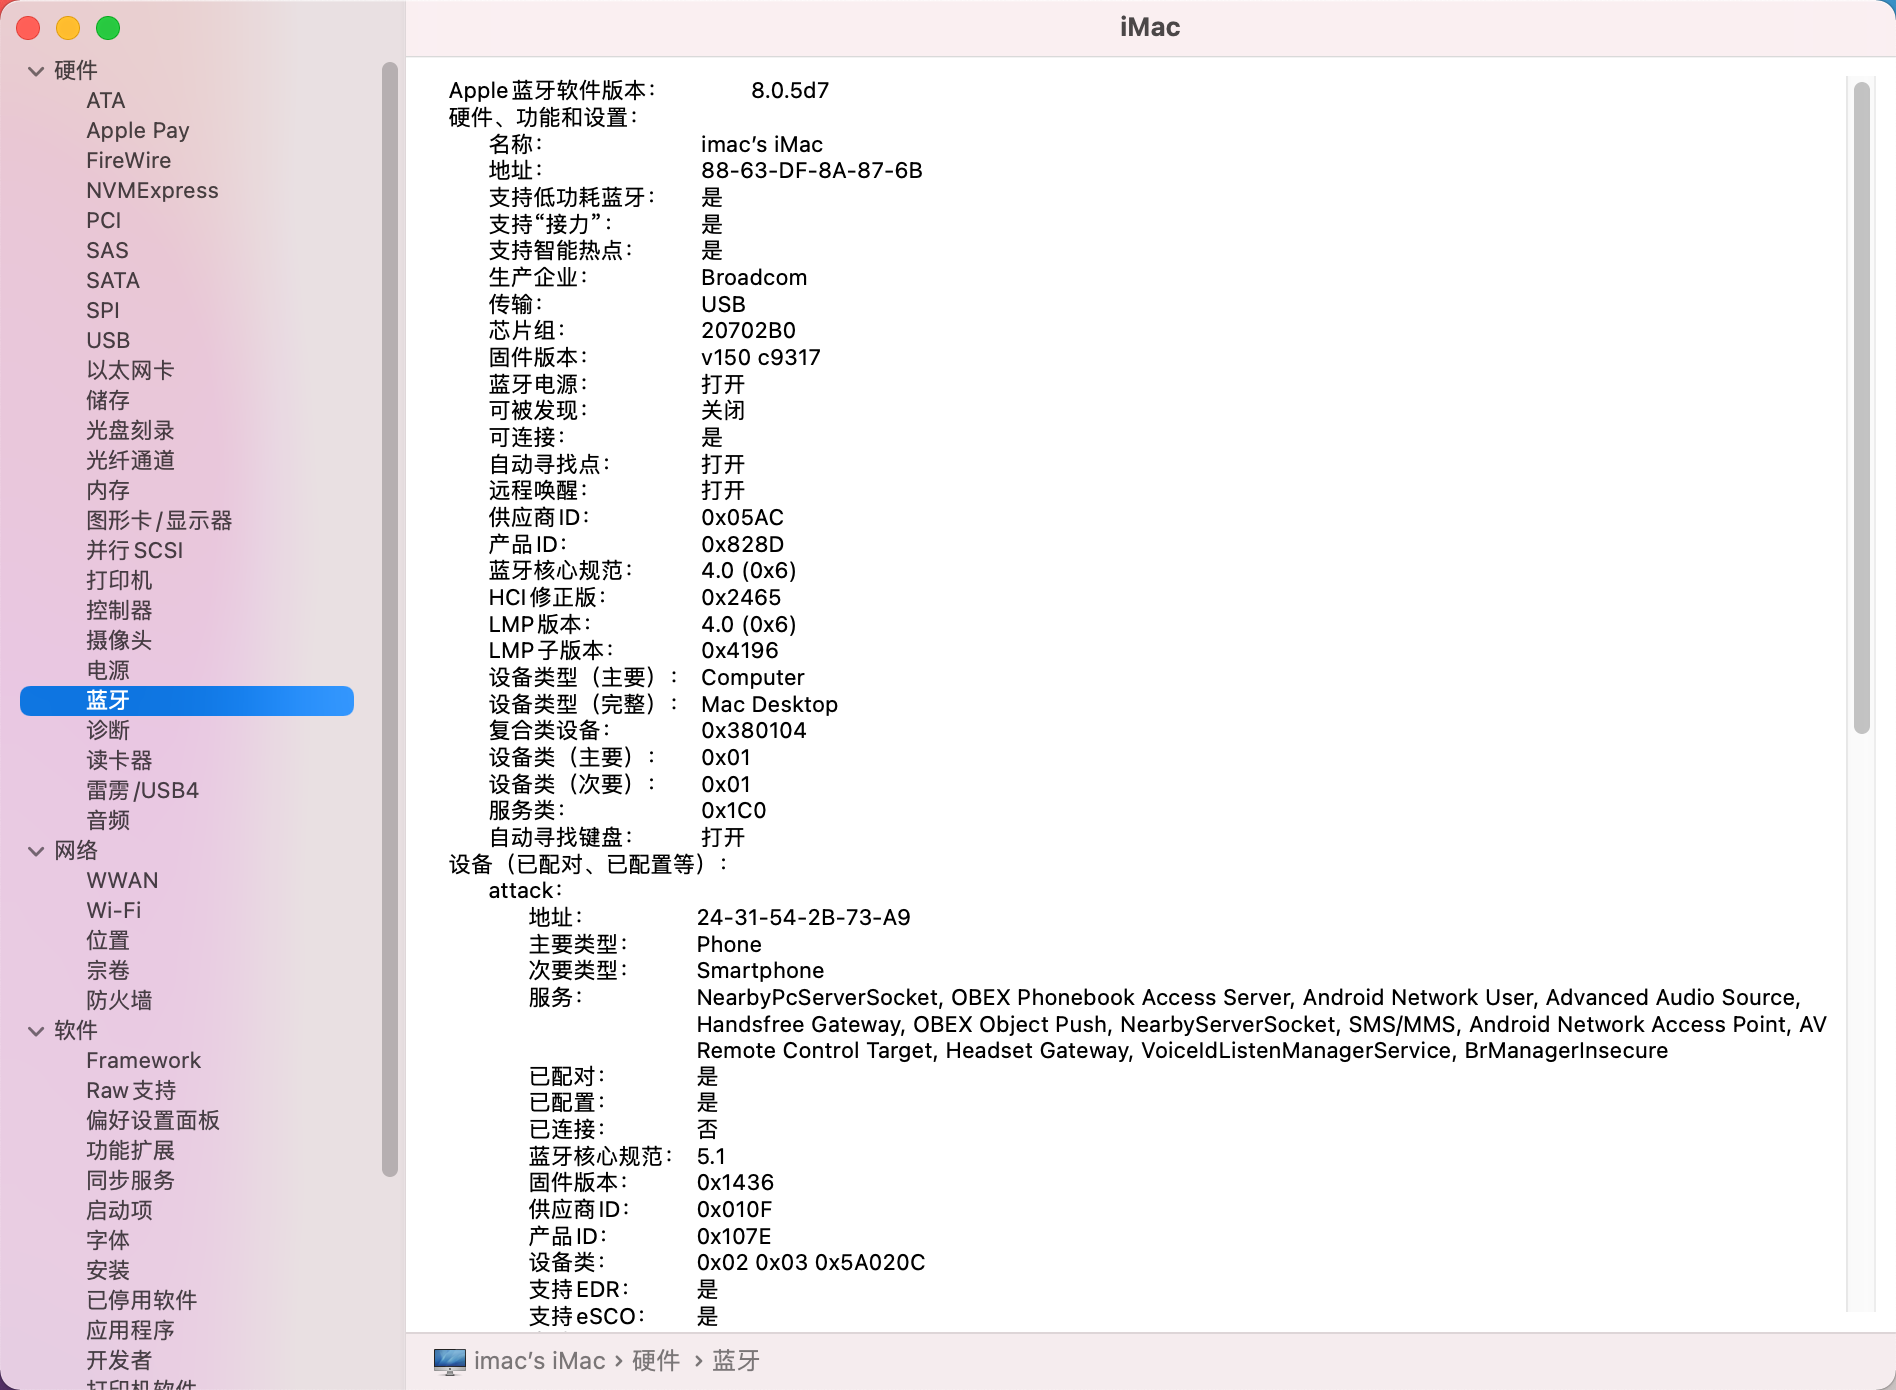 iMac
硬件
ATA
Apple Pay
FireWire
NVMExpress
PCI
SAS
SATA
SPI
USB
以太网卡
储存
光盘刻录
光纤通道
内存
图形卡/显示器
并行SCSI
打印机
控制器
摄像头
电源
蓝牙
诊断
读卡器
雷雳/USB4
音频
网络
WWAN
Wi-Fi
位置
宗卷
防火墙
软件
Framework
Raw支持
偏好设置面板
功能扩展
同步服务
启动项
字体
安装
已停用软件
应用程序
开发者
打印机软件
Apple蓝牙软件版本： 8.0.5d7
硬件、功能和设置：
名称： imac’s iMac
地址： 88-63-DF-8A-87-6B
支持低功耗蓝牙： 是
支持“接力”： 是
支持智能热点： 是
生产企业： Broadcom
传输： USB
芯片组： 20702B0
固件版本： v150 c9317
蓝牙电源： 打开
可被发现： 关闭
可连接： 是
自动寻找点： 打开
远程唤醒： 打开
供应商ID： 0x05AC
产品ID： 0x828D
蓝牙核心规范： 4.0 (0x6)
HCI修正版： 0x2465
LMP版本： 4.0 (0x6)
LMP子版本： 0x4196
设备类型（主要）： Computer
设备类型（完整）： Mac Desktop
复合类设备： 0x380104
设备类（主要）： 0x01
设备类（次要）： 0x01
服务类： 0x1C0
自动寻找键盘： 打开
设备（已配对、已配置等）：
attack：
地址： 24-31-54-2B-73-A9
主要类型： Phone
次要类型： Smartphone
服务： NearbyPcServerSocket, OBEX Phonebook Access Server, Android Network User, Advanced Audio Source,
Handsfree Gateway, OBEX Object Push, NearbyServerSocket, SMS/MMS, Android Network Access Point, AV
Remote Control Target, Headset Gateway, VoiceIdListenManagerService, BrManagerInsecure
已配对： 是
已配置： 是
已连接： 否
蓝牙核心规范： 5.1
固件版本： 0x1436
供应商ID： 0x010F
产品ID： 0x107E
设备类： 0x02 0x03 0x5A020C
支持EDR： 是
支持eSCO： 是
imac’s iMac › 硬件 › 蓝牙